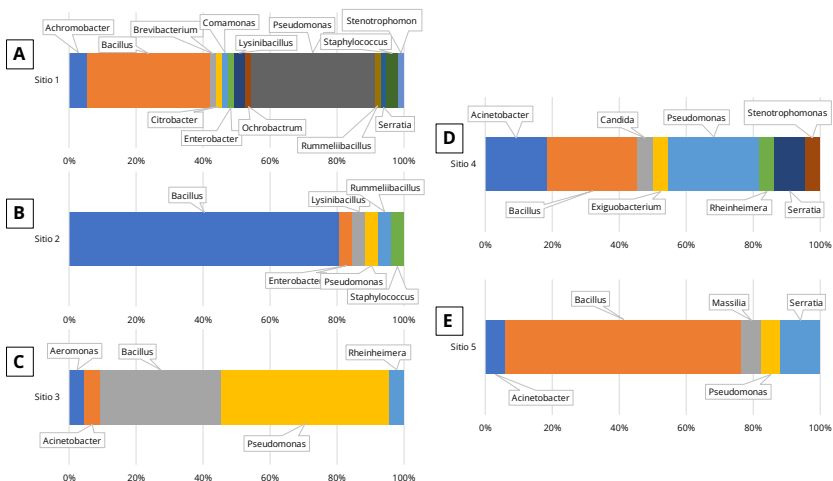 A
Achromobacter
Bacillus
Brevibacterium
Comamonas
Lysinibacillus
Pseudomonas
Staphylococcus
Stenotrophomon
Sitio 1
Citrobacter
Enterobacter
Ochrobactrum
Rummeliibacillus
Serratia
0% 20% 40% 60% 80% 100%
B
Bacillus
Lysinibacillus
Rummeliibacillus
Sitio 2
Enterobacter
Pseudomonas
Staphylococcus
0% 20% 40% 60% 80% 100%
C
Aeromonas
Bacillus
Rheinheimera
Sitio 3
Acinetobacter
Pseudomonas
0% 20% 40% 60% 80% 100%
D
Acinetobacter
Candida
Pseudomonas
Stenotrophomonas
Sitio 4
Bacillus
Exiguobacterium
Rheinheimera
Serratia
0% 20% 40% 60% 80% 100%
E
Bacillus
Massilia
Serratia
Sitio 5
Acinetobacter
Pseudomonas
0% 20% 40% 60% 80% 100%